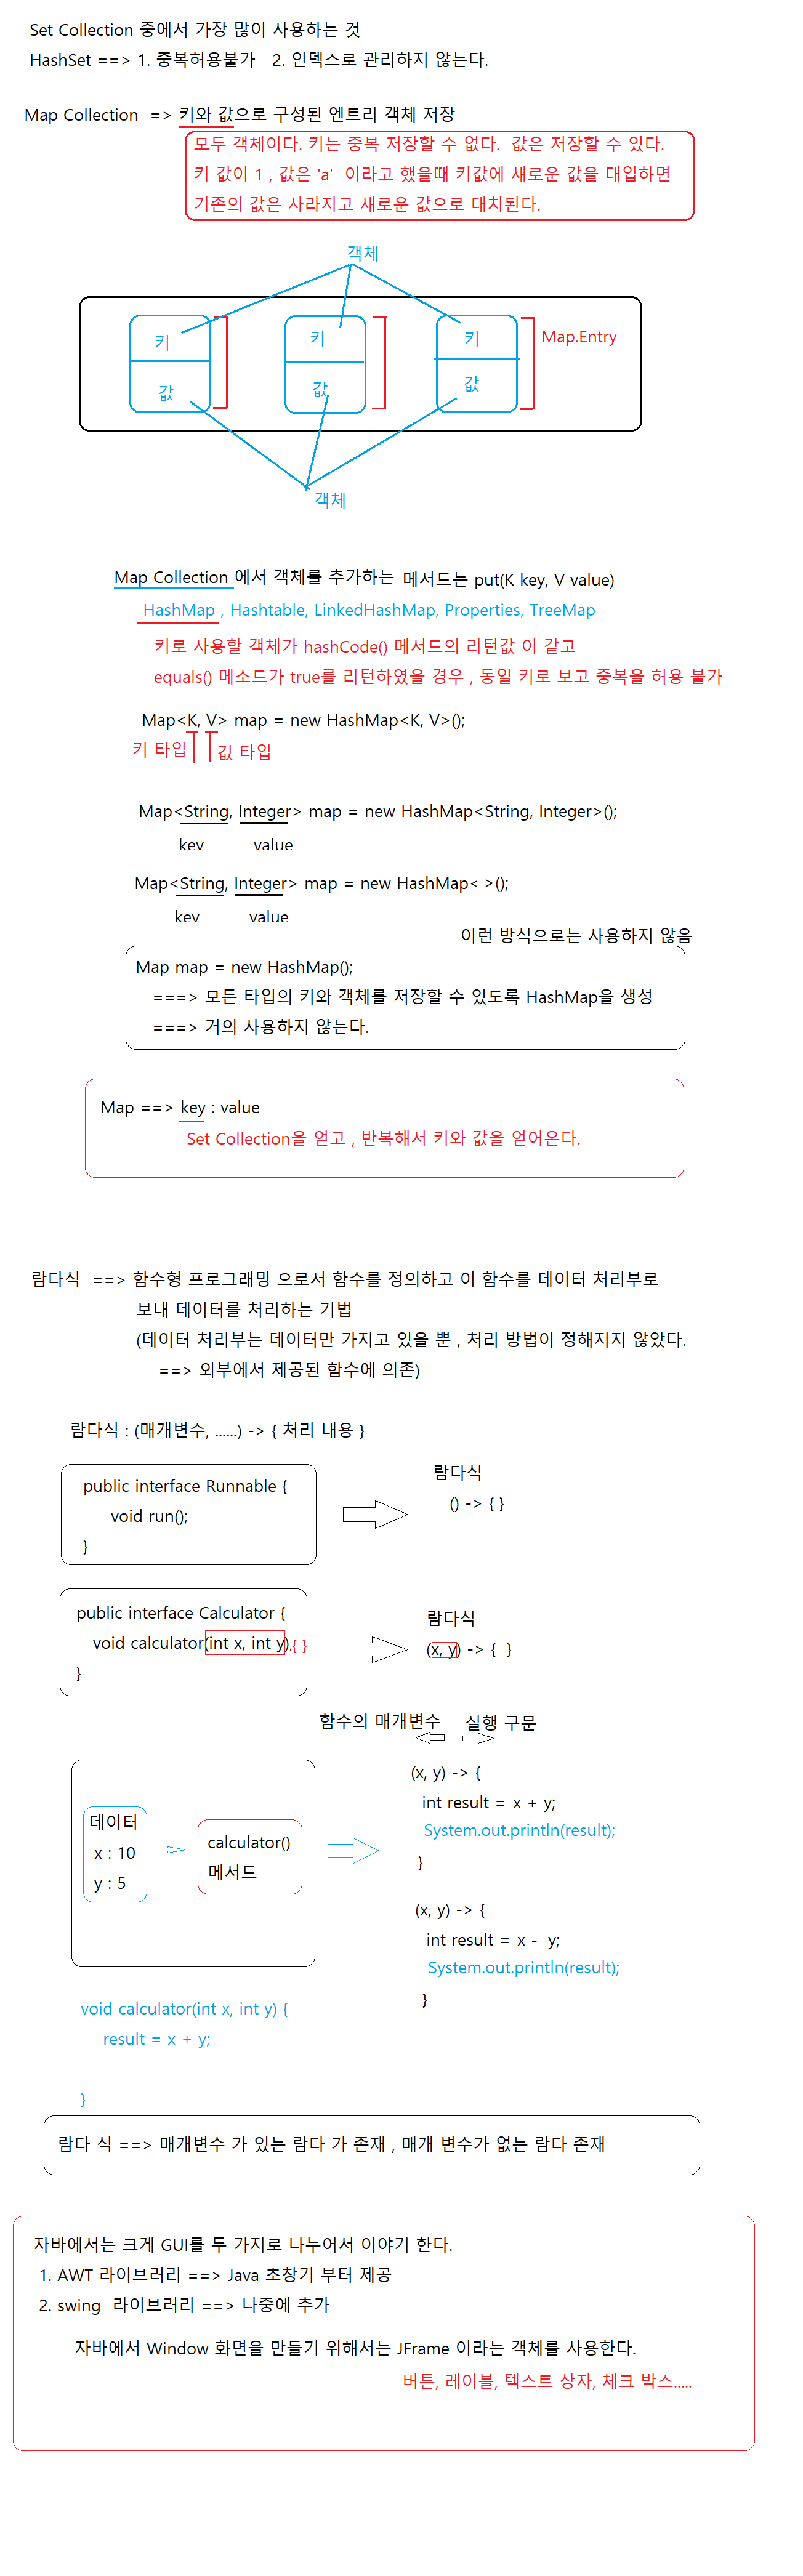 Set Collection 중에서 가장 많이 사용하는 것
HashSet ==> 1. 중복허용불가   2. 인덱스로 관리하지 않는다.
Map Collection  => 키와 값으로 구성된 엔트리 객체 저장
모두 객체이다. 키는 중복 저장할 수 없다.  값은 저장할 수 있다.
키 값이 1 , 값은 'a'  이라고 했을때 키값에 새로운 값을 대입하면
기존의 값은 사라지고 새로운 값으로 대치된다.
객체
키 키 키 Map.Entry
값 값 값
객체
Map Collection 에서 객체를 추가하는 메서드는 put(K key, V value)
HashMap , Hashtable, LinkedHashMap, Properties, TreeMap
키로 사용할 객체가 hashCode() 메서드의 리턴값 이 같고
equals() 메소드가 true를 리턴하였을 경우 , 동일 키로 보고 중복을 허용 불가
Map<K, V> map = new HashMap<K, V>();
키 타입 깂 타입
Map<String, Integer> map = new HashMap<String, Integer>();
key value
Map<String, Integer> map = new HashMap< >();
key value
이런 방식으로는 사용하지 않음
Map map = new HashMap();
===> 모든 타입의 키와 객체를 저장할 수 있도록 HashMap을 생성
===> 거의 사용하지 않는다.
Map ==> key : value
Set Collection을 얻고 , 반복해서 키와 값을 얻어온다.
람다식  ==> 함수형 프로그래밍 으로서 함수를 정의하고 이 함수를 데이터 처리부로
보내 데이터를 처리하는 기법
(데이터 처리부는 데이터만 가지고 있을 뿐 , 처리 방법이 정해지지 않았다.
==> 외부에서 제공된 함수에 의존)
람다식 : (매개변수, ......) -> { 처리 내용 }
public interface Runnable {
void run();
}
람다식
() -> { }
public interface Calculator {
void calculator(int x, int y).{ }
}
람다식
(x, y) -> {  }
함수의 매개변수 실행 구문
데이터
x : 10
y : 5
calculator()
메서드
(x, y) -> {
int result = x + y;
System.out.println(result);
}
(x, y) -> {
int result = x -  y;
System.out.println(result);
}
void calculator(int x, int y) {
result = x + y;
}
람다 식 ==> 매개변수 가 있는 람다 가 존재 , 매개 변수가 없는 람다 존재
자바에서는 크게 GUI를 두 가지로 나누어서 이야기 한다.
1. AWT 라이브러리 ==> Java 초창기 부터 제공
2. swing  라이브러리 ==> 나중에 추가
자바에서 Window 화면을 만들기 위해서는 JFrame 이라는 객체를 사용한다.
버튼, 레이블, 텍스트 상자, 체크 박스.....